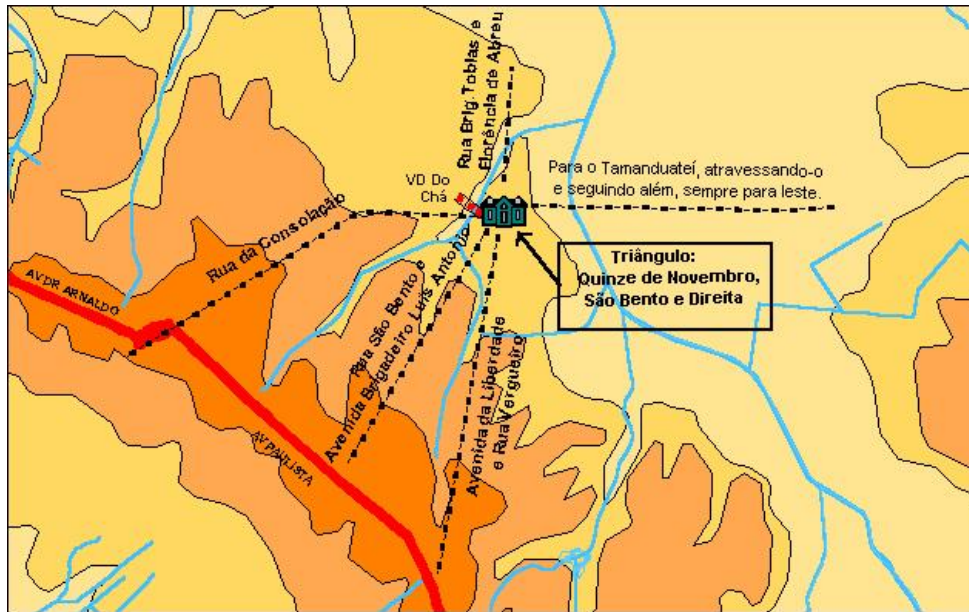 Rua Brig.Tobias e
Florência de Abreu
VD Do
Chá
Para o Tamanduateí, atravessando-o
e seguindo além, sempre para leste.
Rua da Consolação
Triângulo:
Quinze de Novembro,
São Bento e Direita
AV DR ARNALDO
Rua São Bento e
Avenida Brigadeiro Luis Antonio
Avenida da Liberdade
e Rua Vergueiro
AV PAULISTA